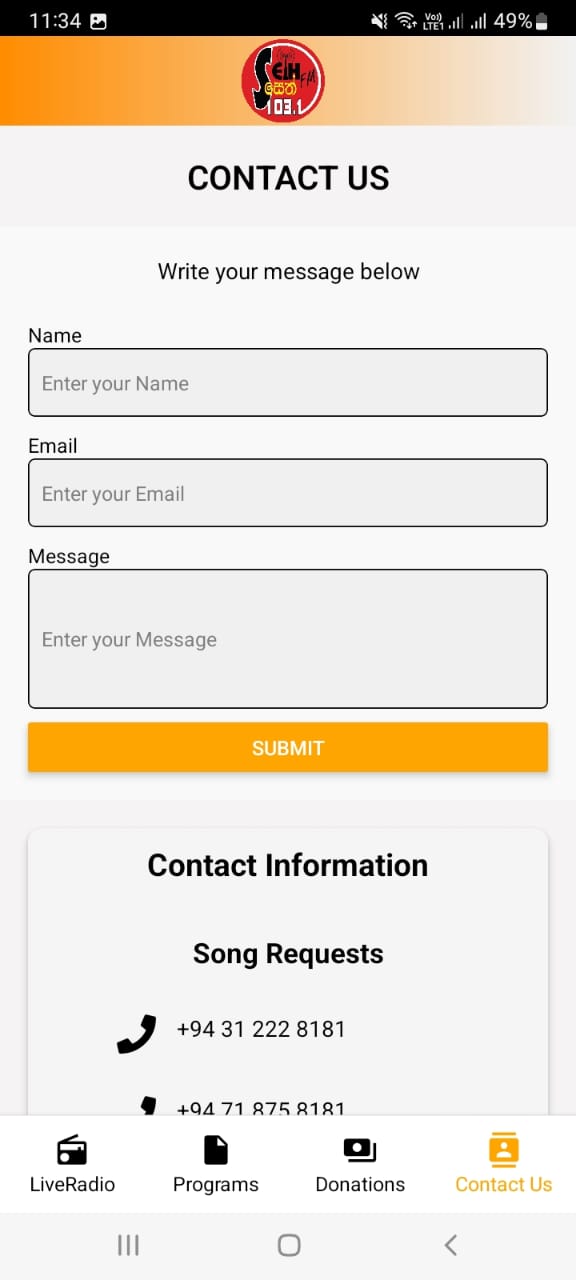 11:34
Vo))
LTE1
49%
SETH FM
සෙත
103.1
CONTACT US
Write your message below
Name
Enter your Name
Email
Enter your Email
Message
Enter your Message
SUBMIT
Contact Information
Song Requests
+94 31 222 8181
+94 71 875 8181
LiveRadio
Programs
Donations
Contact Us